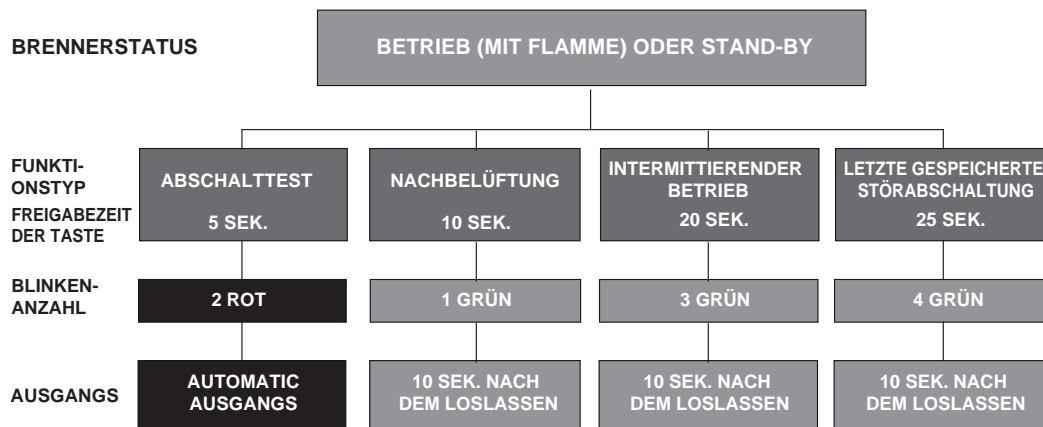 BRENNERSTATUS
BETRIEB (MIT FLAMME) ODER STAND-BY
FUNKTI-
ONSTYP
FREIGABEZEIT
DER TASTE
ABSCHALTTEST
5 SEK.
NACHBELÜFTUNG
10 SEK.
INTERMITTIERENDER
BETRIEB
20 SEK.
LETZTE GESPEICHERTE
STÖRABSCHALTUNG
25 SEK.
BLINKEN-
ANZAHL
2 ROT
1 GRÜN
3 GRÜN
4 GRÜN
AUSGANGS
AUTOMATIC
AUSGANGS
10 SEK. NACH
DEM LOSLASSEN
10 SEK. NACH
DEM LOSLASSEN
10 SEK. NACH
DEM LOSLASSEN